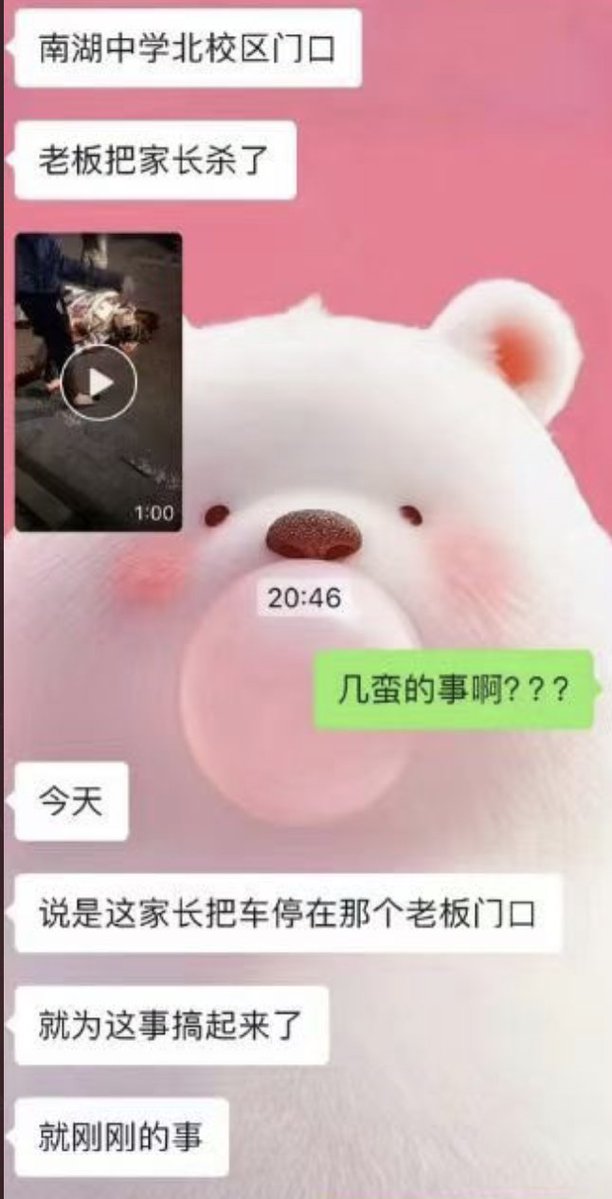 南湖中学北校区门口
老板把家长杀了
1:00
20:46
几蛮的事啊？？？
今天
说是这家长把车停在那个老板门口
就为这事搞起来了
就刚刚的事